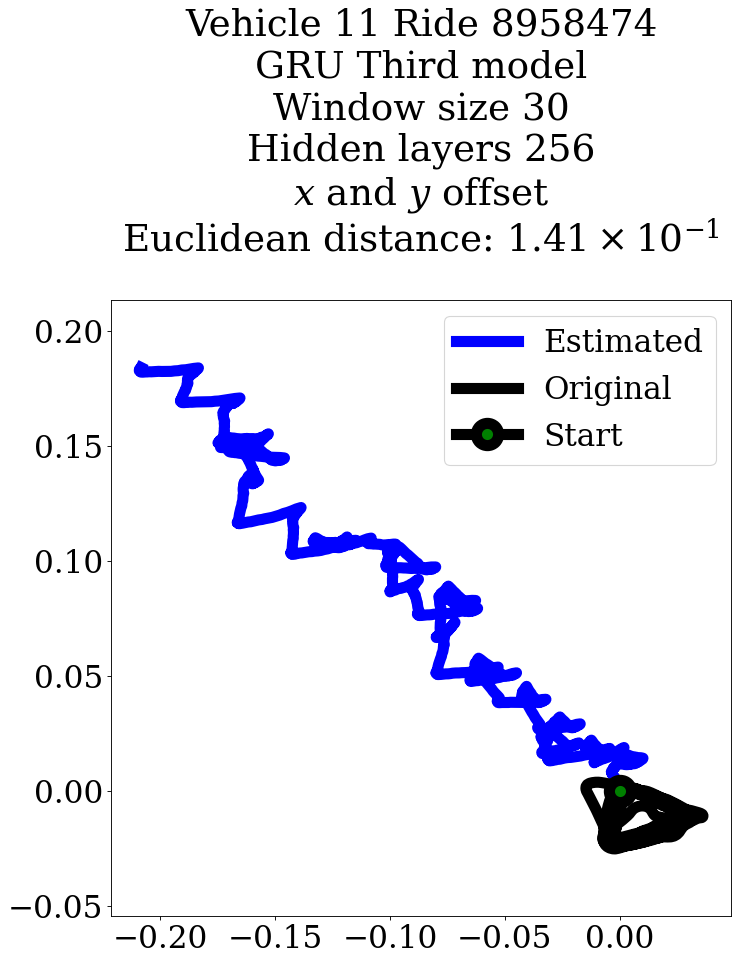 Vehicle 11 Ride 8958474
GRU Third model
Window size 30
Hidden layers 256
x and y offset
Euclidean distance: 1.41 × 10⁻¹
Estimated
Original
Start
0.20
0.15
0.10
0.05
0.00
−0.05
−0.20 −0.15 −0.10 −0.05 0.00